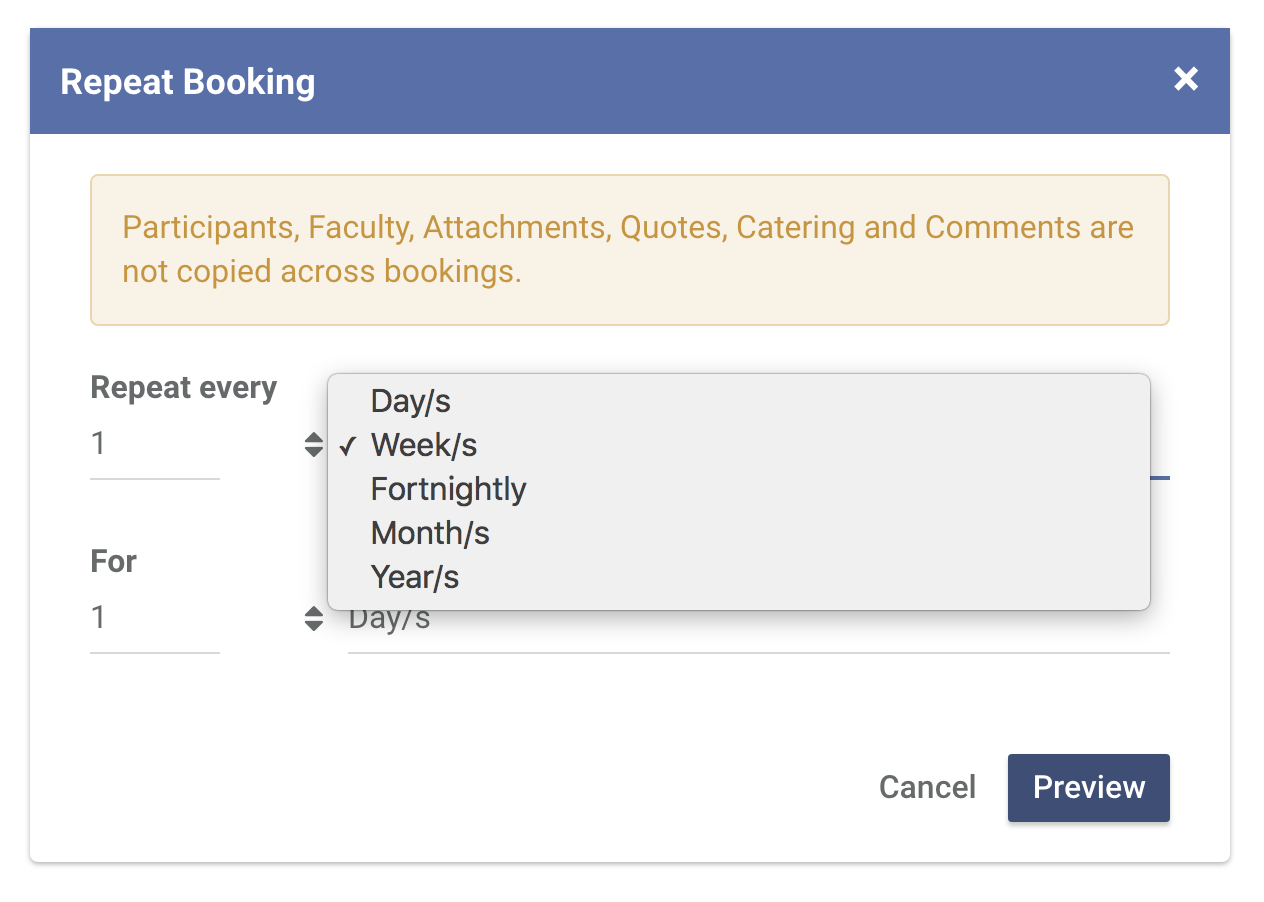 Repeat Booking
Participants, Faculty, Attachments, Quotes, Catering and Comments are
not copied across bookings.
Repeat every
1
Day/s
✓ Week/s
Fortnightly
Month/s
Year/s
For
1
Day/s
Cancel
Preview